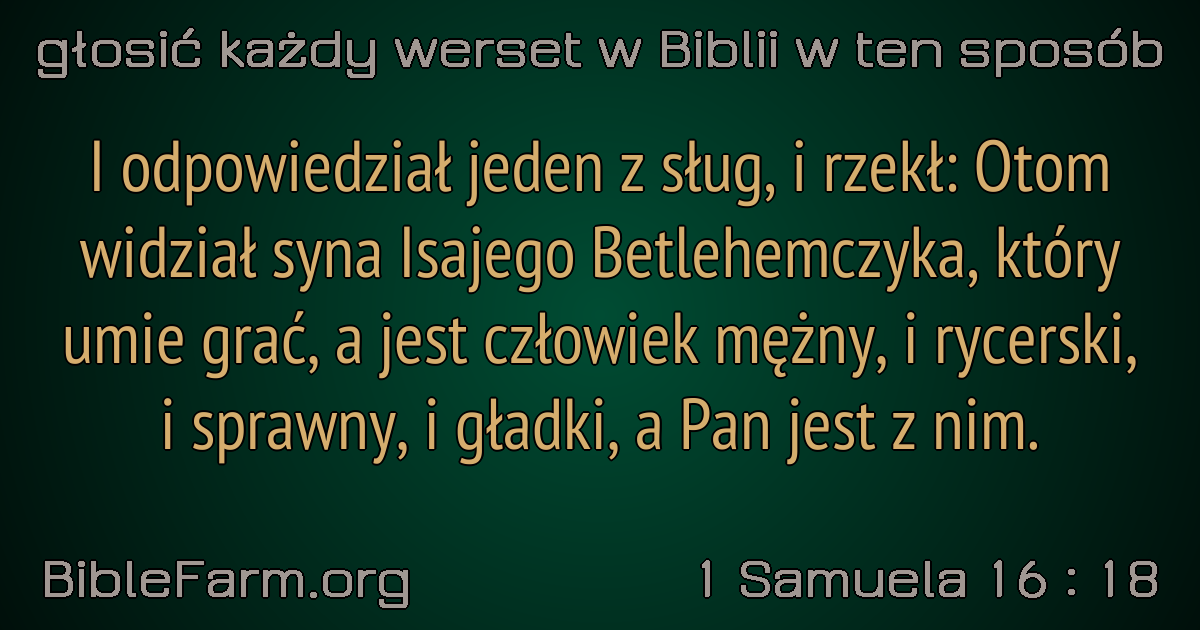 głosić każdy werset w Biblii w ten sposób
I odpowiedział jeden z sług, i rzekł: Otom
widział syna Isajego Betlehemczyka, który
umie grać, a jest człowiek mężny, i rycerski,
i sprawny, i gładki, a Pan jest z nim.
BibleFarm.org
1 Samuela 16 : 18